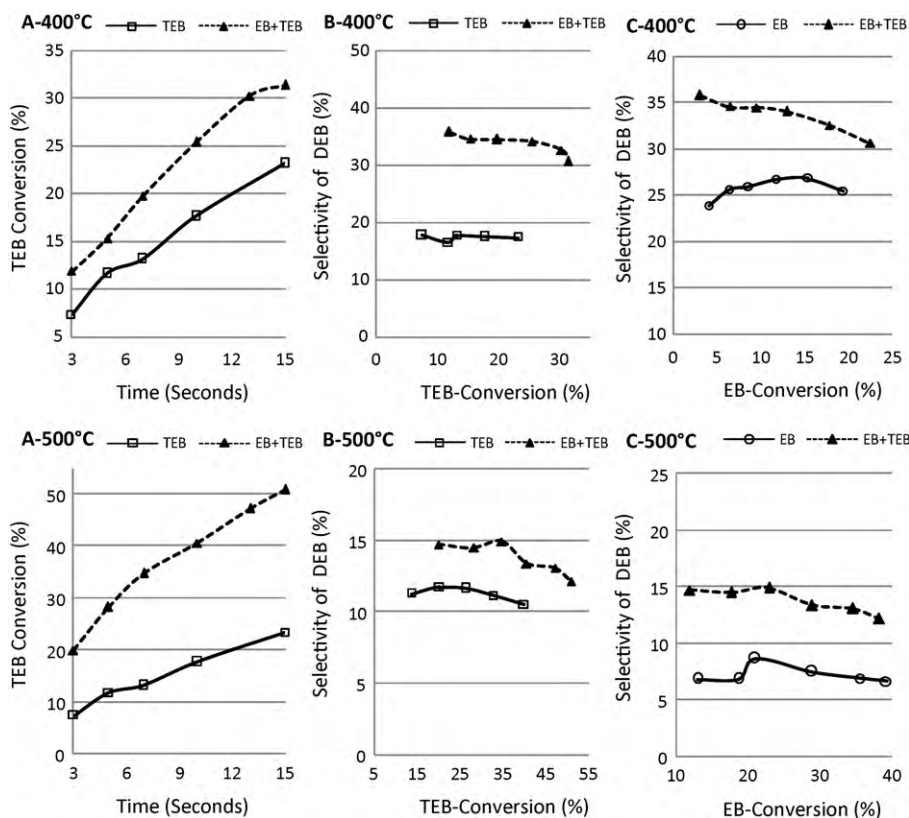 A-400°C TEB EB+TEB
TEB Conversion (%)
35
30
25
20
15
10
5
3 6 9 12 15
Time (Seconds)
B-400°C TEB EB+TEB
Selectivity of DEB (%)
50
40
30
20
10
0
0 10 20 30
TEB-Conversion (%)
C-400°C EB EB+TEB
Selectivity of DEB (%)
40
35
30
25
20
15
10
0 5 10 15 20 25
EB-Conversion (%)
A-500°C TEB EB+TEB
TEB Conversion (%)
50
40
30
20
10
0
3 6 9 12 15
Time (Seconds)
B-500°C TEB EB+TEB
Selectivity of DEB (%)
20
15
10
5
0
5 15 25 35 45 55
TEB-Conversion (%)
C-500°C EB EB+TEB
Selectivity of DEB (%)
25
20
15
10
5
0
10 20 30 40
EB-Conversion (%)